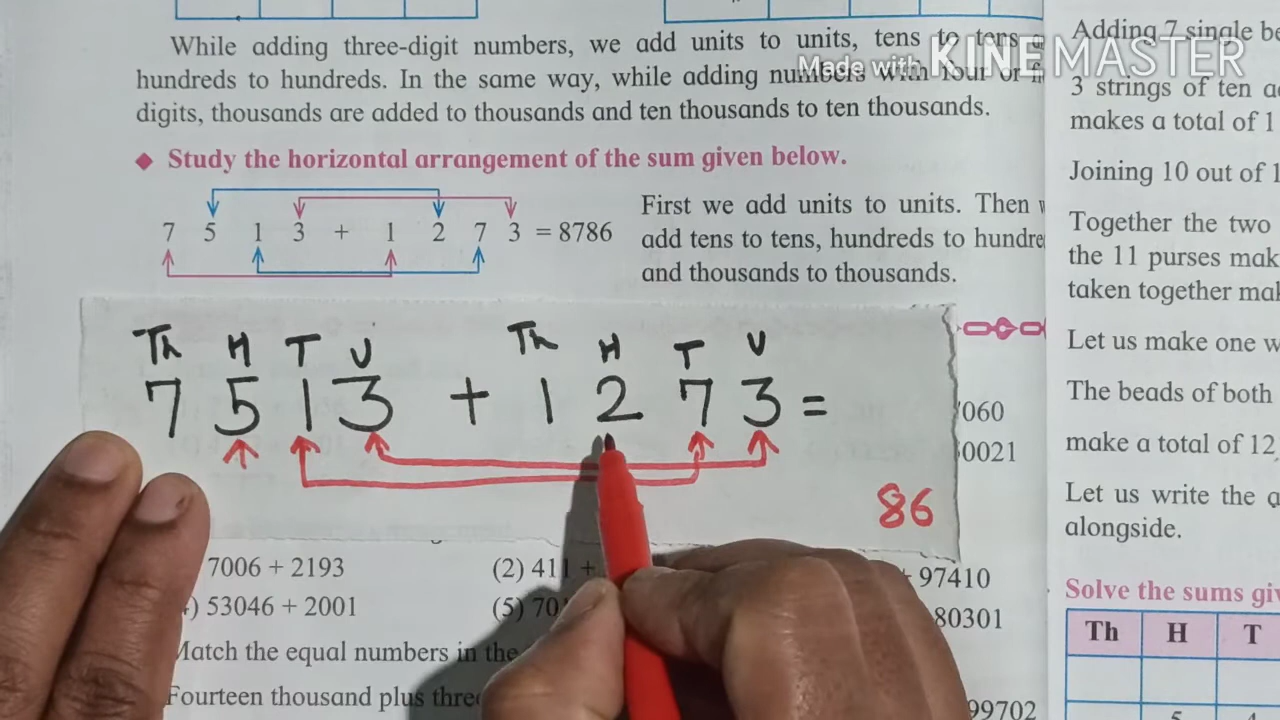 While adding three-digit numbers, we add units to units, tens to tens
hundreds to hundreds. In the same way, while adding numbers with four or
digits, thousands are added to thousands and ten thousands to ten thousands.
Made with KINEMASTER
◆ Study the horizontal arrangement of the sum given below.
7 5 1 3 + 1 2 7 3 = 8786
First we add units to units. Then
add tens to tens, hundreds to hundre
and thousands to thousands.
Th H T U Th H T U
7 5 1 3 + 1 2 7 3 =
86
060
0021
7006 + 2193
(2) 411 +
+ 97410
) 53046 + 2001
(5) 70
80301
Match the equal numbers in the
Fourteen thousand plus three
99702
Adding 7 single be
3 strings of ten a
makes a total of 1
Joining 10 out of 1
Together the two
the 11 purses mak
taken together mak
Let us make one w
The beads of both
make a total of 12,
Let us write the a
alongside.
Solve the sums giv
Th H T
5 4